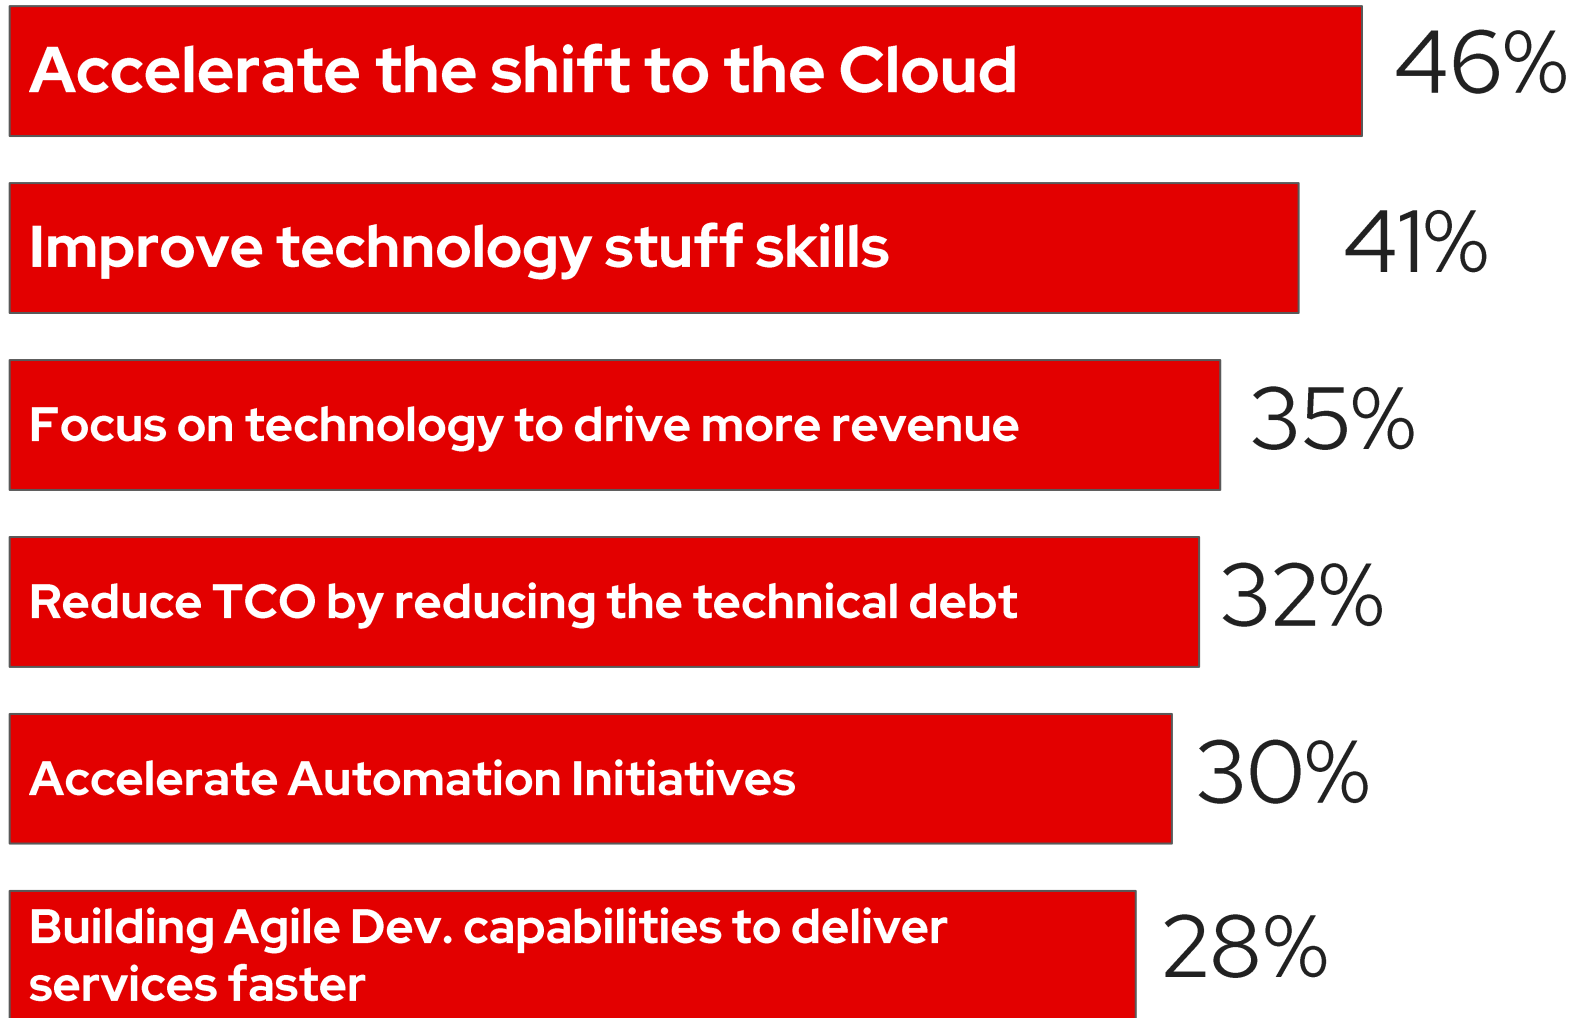 Accelerate the shift to the Cloud 46%
Improve technology stuff skills 41%
Focus on technology to drive more revenue 35%
Reduce TCO by reducing the technical debt 32%
Accelerate Automation Initiatives 30%
Building Agile Dev. capabilities to deliver
services faster 28%